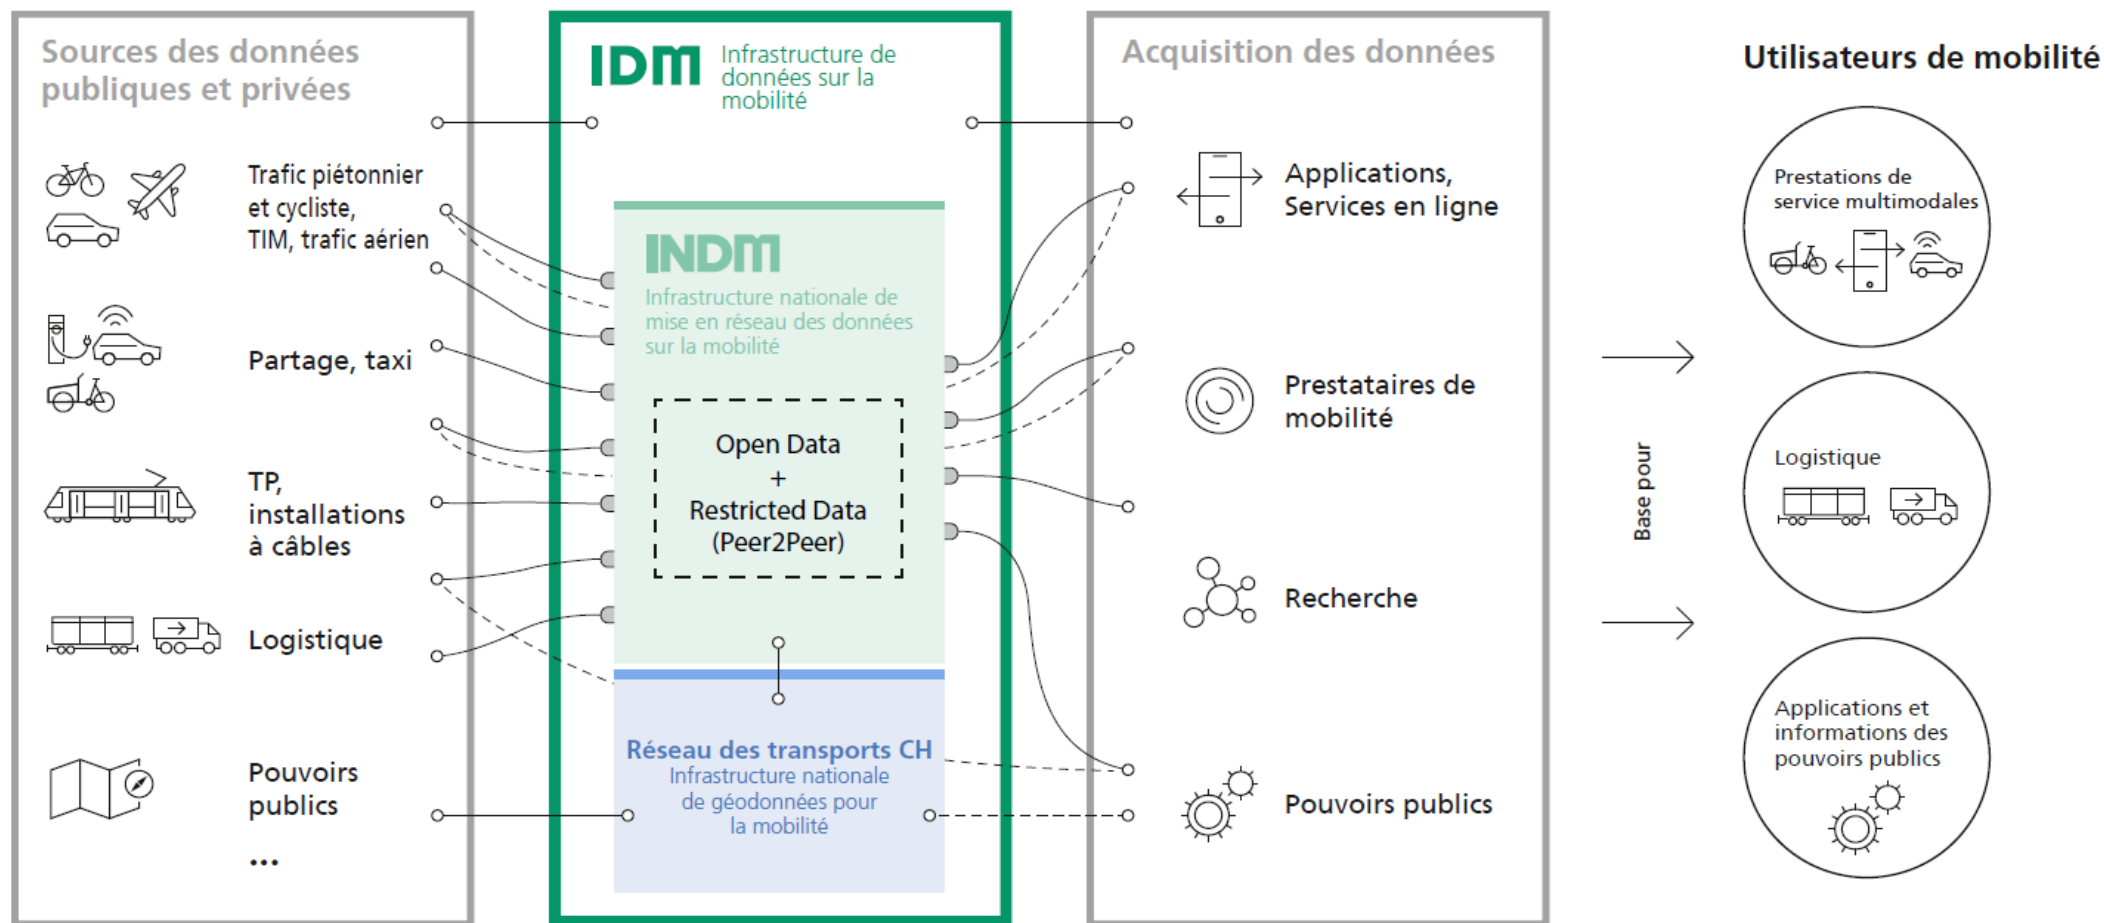 Sources des données
publiques et privées
Trafic piétonnier
et cycliste,
TIM, trafic aérien
Partage, taxi
TP,
installations
à câbles
Logistique
Pouvoirs
publics
...
IDM
Infrastructure de
données sur la
mobilité
INDM
Infrastructure nationale de
mise en réseau des données
sur la mobilité
Open Data
+
Restricted Data
(Peer2Peer)
Réseau des transports CH
Infrastructure nationale
de géodonnées pour
la mobilité
Acquisition des données
Applications,
Services en ligne
Prestataires de
mobilité
Recherche
Pouvoirs publics
Base pour
Utilisateurs de mobilité
Prestations de
service multimodales
Logistique
Applications et
informations des
pouvoirs publics